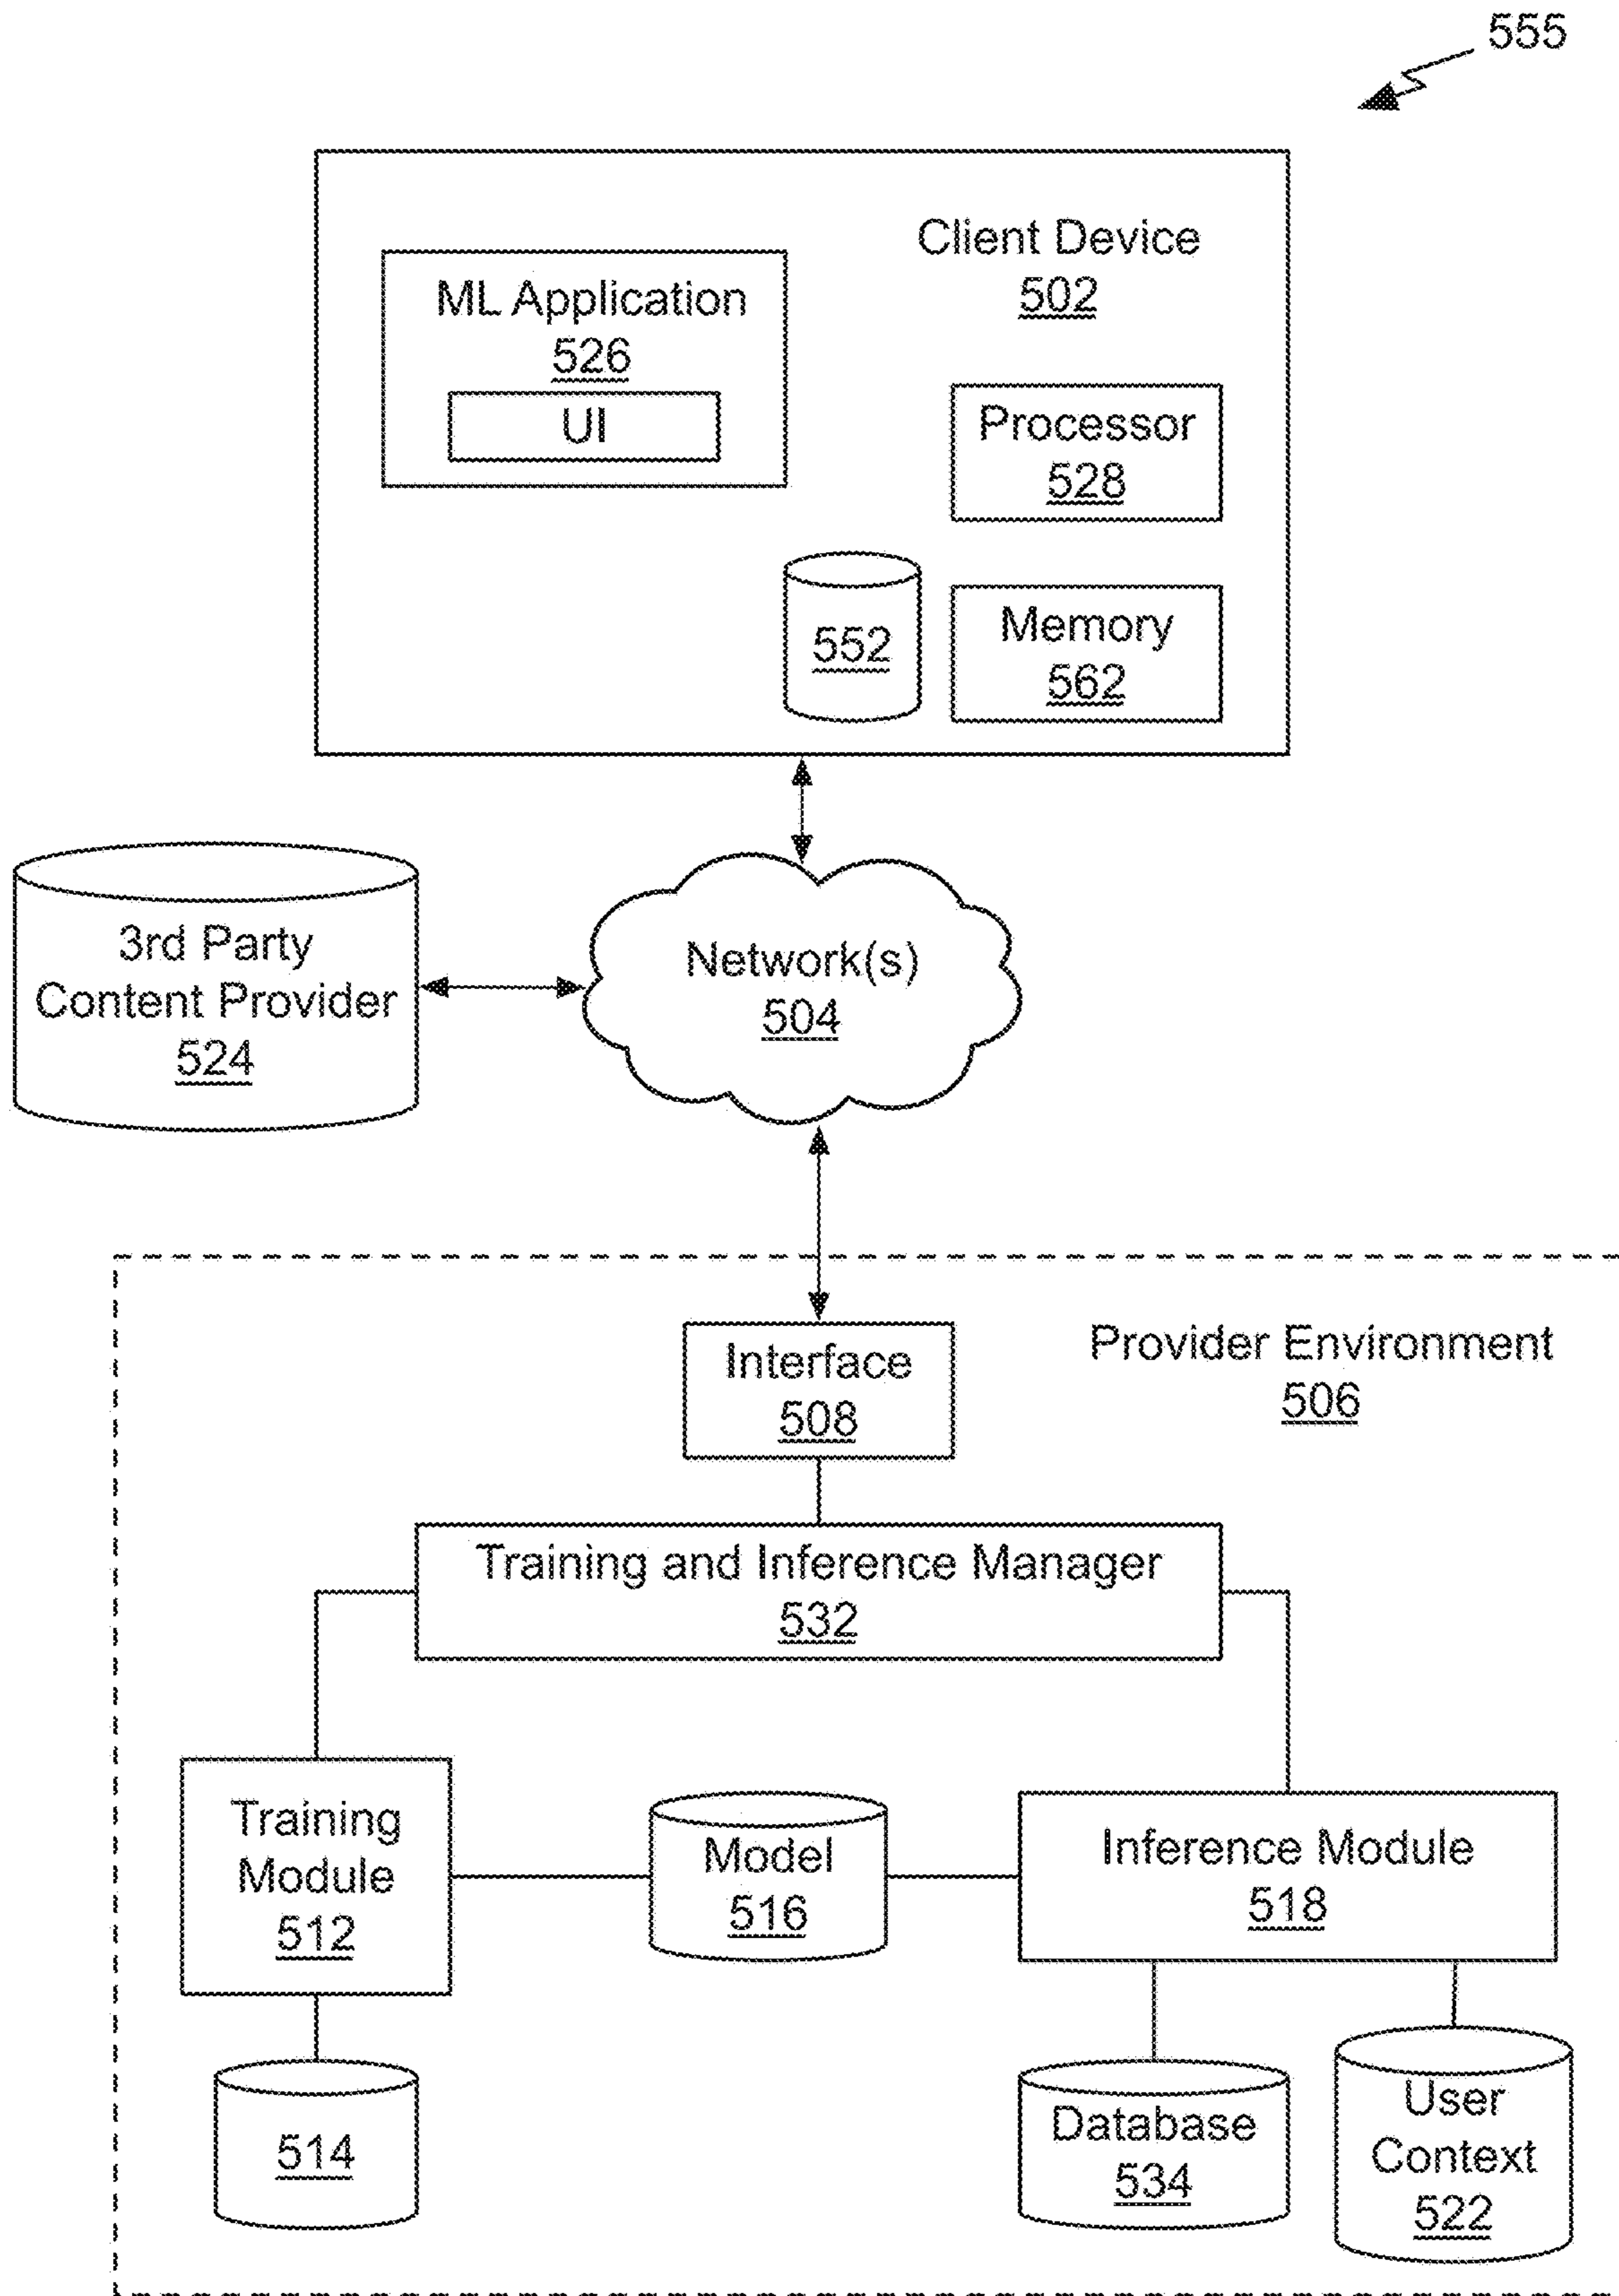 555
Client Device
502
ML Application
526
UI
Processor
528
552
Memory
562
3rd Party
Content Provider
524
Network(s)
504
Provider Environment
506
Interface
508
Training and Inference Manager
532
Training
Module
512
Model
516
Inference Module
518
514
Database
534
User
Context
522